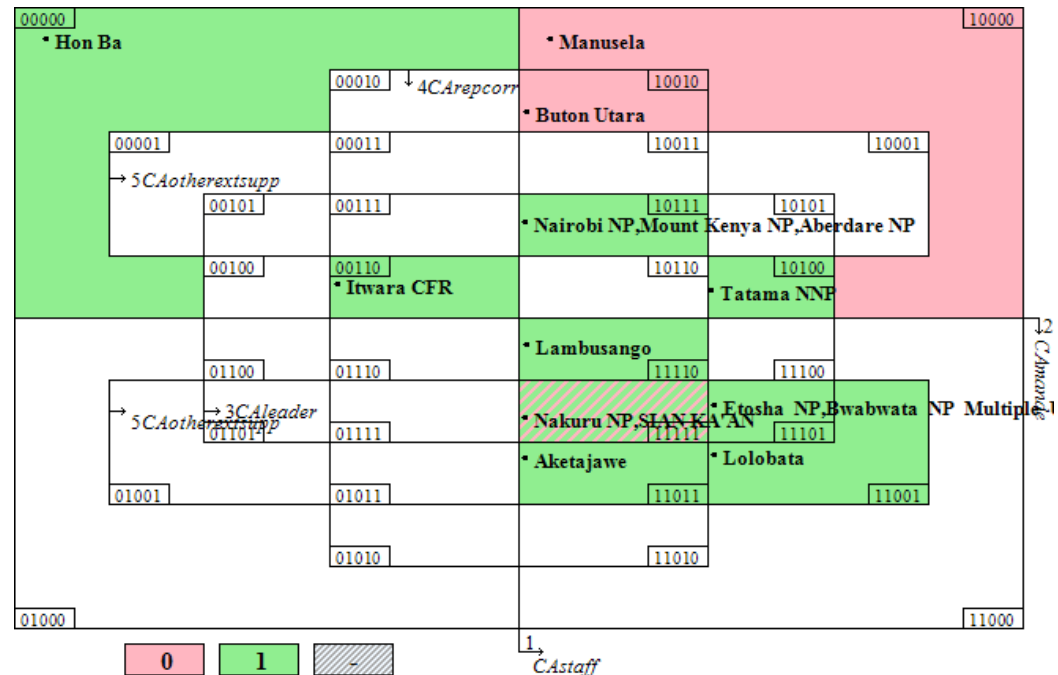 00000
10000
Hon Ba
Manusela
00010
4CArepcorr
10010
Buton Utara
00001
00011
10011
10001
5CAotherextsupp
00101
00111
10111
10101
Nairobi NP,Mount Kenya NP,Aberdare NP
00100
00110
10110
10100
Itwara CFR
Tatama NNP
2
CAmangle
Lambusango
01100
01110
11110
11100
3CAleader
Etosha NP,Bwabwata NP Multiple
5CAotherextsupp
Nakuru NP,SIAN KA'AN
01101
01111
11111
11101
Aketajawe
Lolobata
01001
01011
11011
11001
01010
11010
01000
11000
1
0
1
-
CAstaff